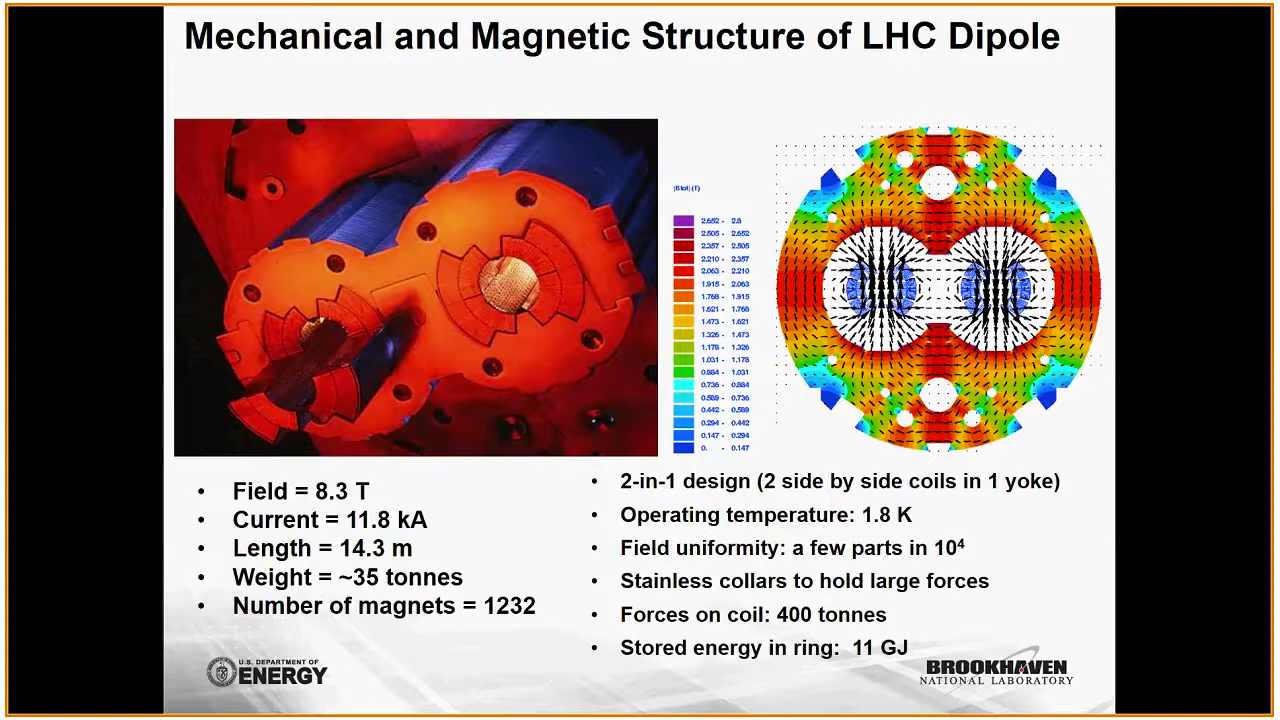 Mechanical and Magnetic Structure of LHC Dipole
|Btot| (T)
2.652 - 2.8
2.505 - 2.652
2.357 - 2.505
2.210 - 2.357
2.063 - 2.210
1.915 - 2.063
1.768 - 1.915
1.621 - 1.768
1.473 - 1.621
1.326 - 1.473
1.178 - 1.326
1.031 - 1.178
0.884 - 1.031
0.736 - 0.884
0.589 - 0.736
0.442 - 0.589
0.294 - 0.442
0.147 - 0.294
0. - 0.147
• Field = 8.3 T
• Current = 11.8 kA
• Length = 14.3 m
• Weight = ~35 tonnes
• Number of magnets = 1232
• 2-in-1 design (2 side by side coils in 1 yoke)
• Operating temperature: 1.8 K
• Field uniformity: a few parts in 10⁴
• Stainless collars to hold large forces
• Forces on coil: 400 tonnes
• Stored energy in ring: 11 GJ
U.S. DEPARTMENT OF
ENERGY
BROOKHAVEN
NATIONAL LABORATORY